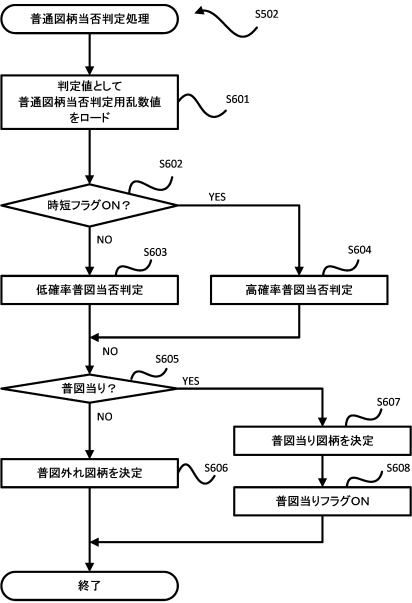 普通図柄当否判定処理
S502
判定値として
普通図柄当否判定用乱数値
をロード
S601
S602
時短フラグON？
YES
NO
S603
S604
低確率普図当否判定
高確率普図当否判定
NO
S605
普図当り？
YES
NO
S607
普図当り図柄を決定
普図外れ図柄を決定
S606
S608
普図当りフラグON
終了